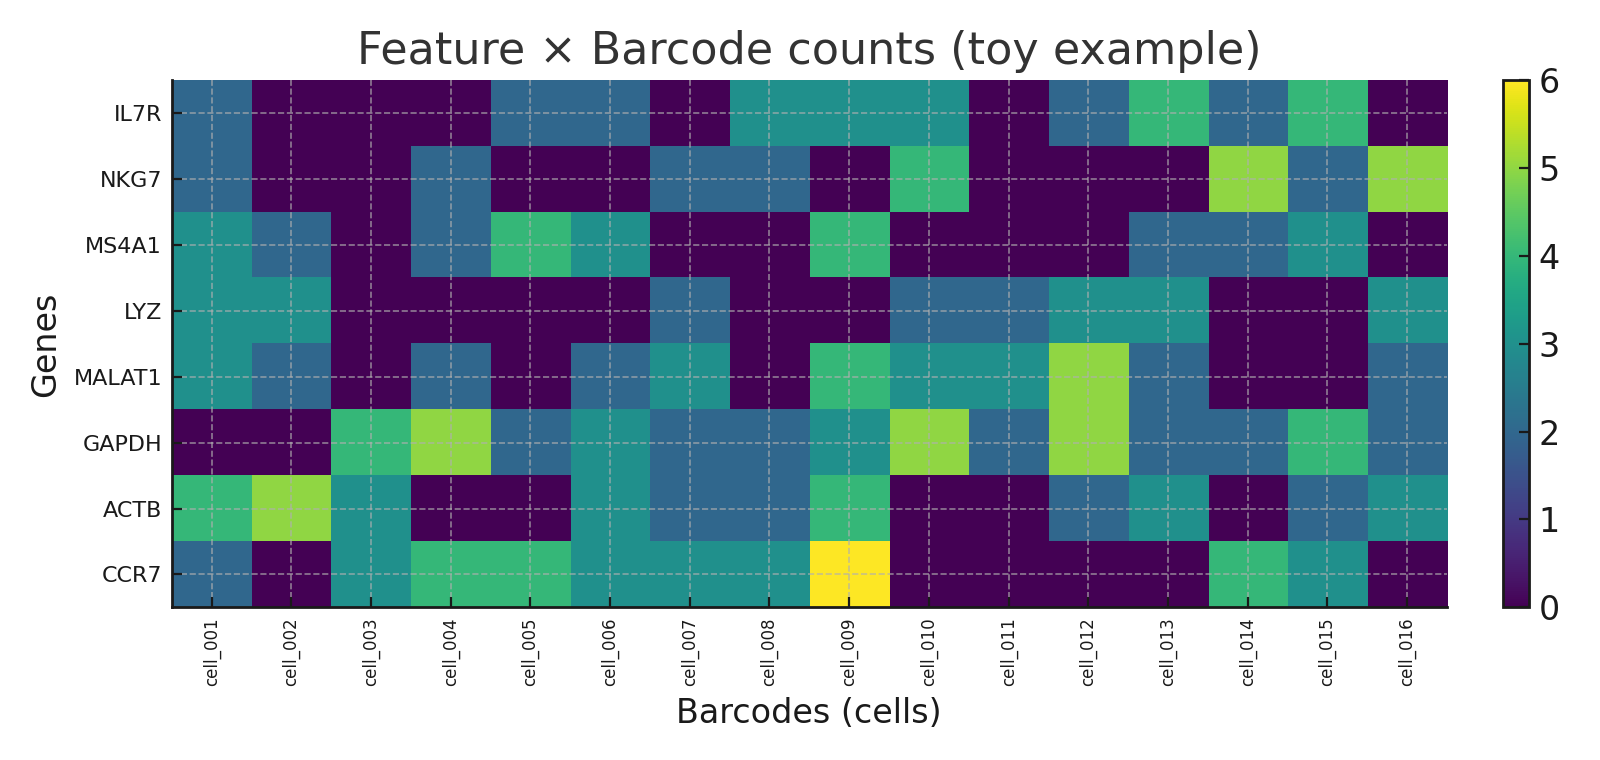 Feature × Barcode counts (toy example)
Genes
IL7R
NKG7
MS4A1
LYZ
MALAT1
GAPDH
ACTB
CCR7
cell_001
cell_002
cell_003
cell_004
cell_005
cell_006
cell_007
cell_008
cell_009
cell_010
cell_011
cell_012
cell_013
cell_014
cell_015
cell_016
Barcodes (cells)
6
5
4
3
2
1
0